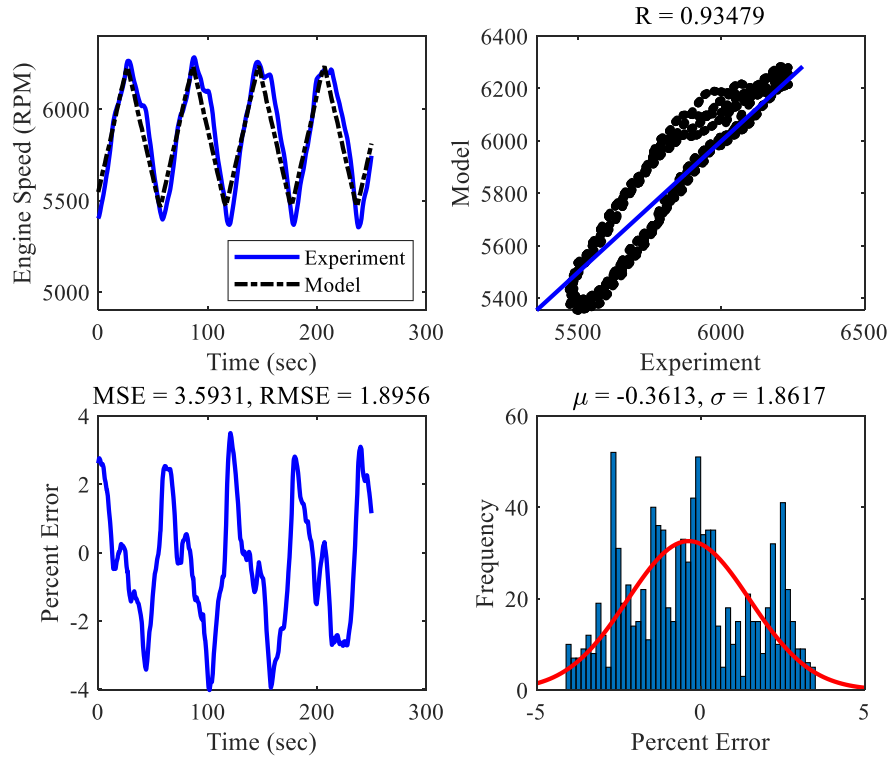 R = 0.93479
Engine Speed (RPM)
6000
5500
5000
0
100
200
300
Time (sec)
Experiment
Model
Model
6400
6200
6000
5800
5600
5400
5500
6000
6500
Experiment
MSE = 3.5931, RMSE = 1.8956
Percent Error
4
2
0
-2
-4
0
100
200
300
Time (sec)
μ = -0.3613, σ = 1.8617
Frequency
60
40
20
0
-5
0
5
Percent Error